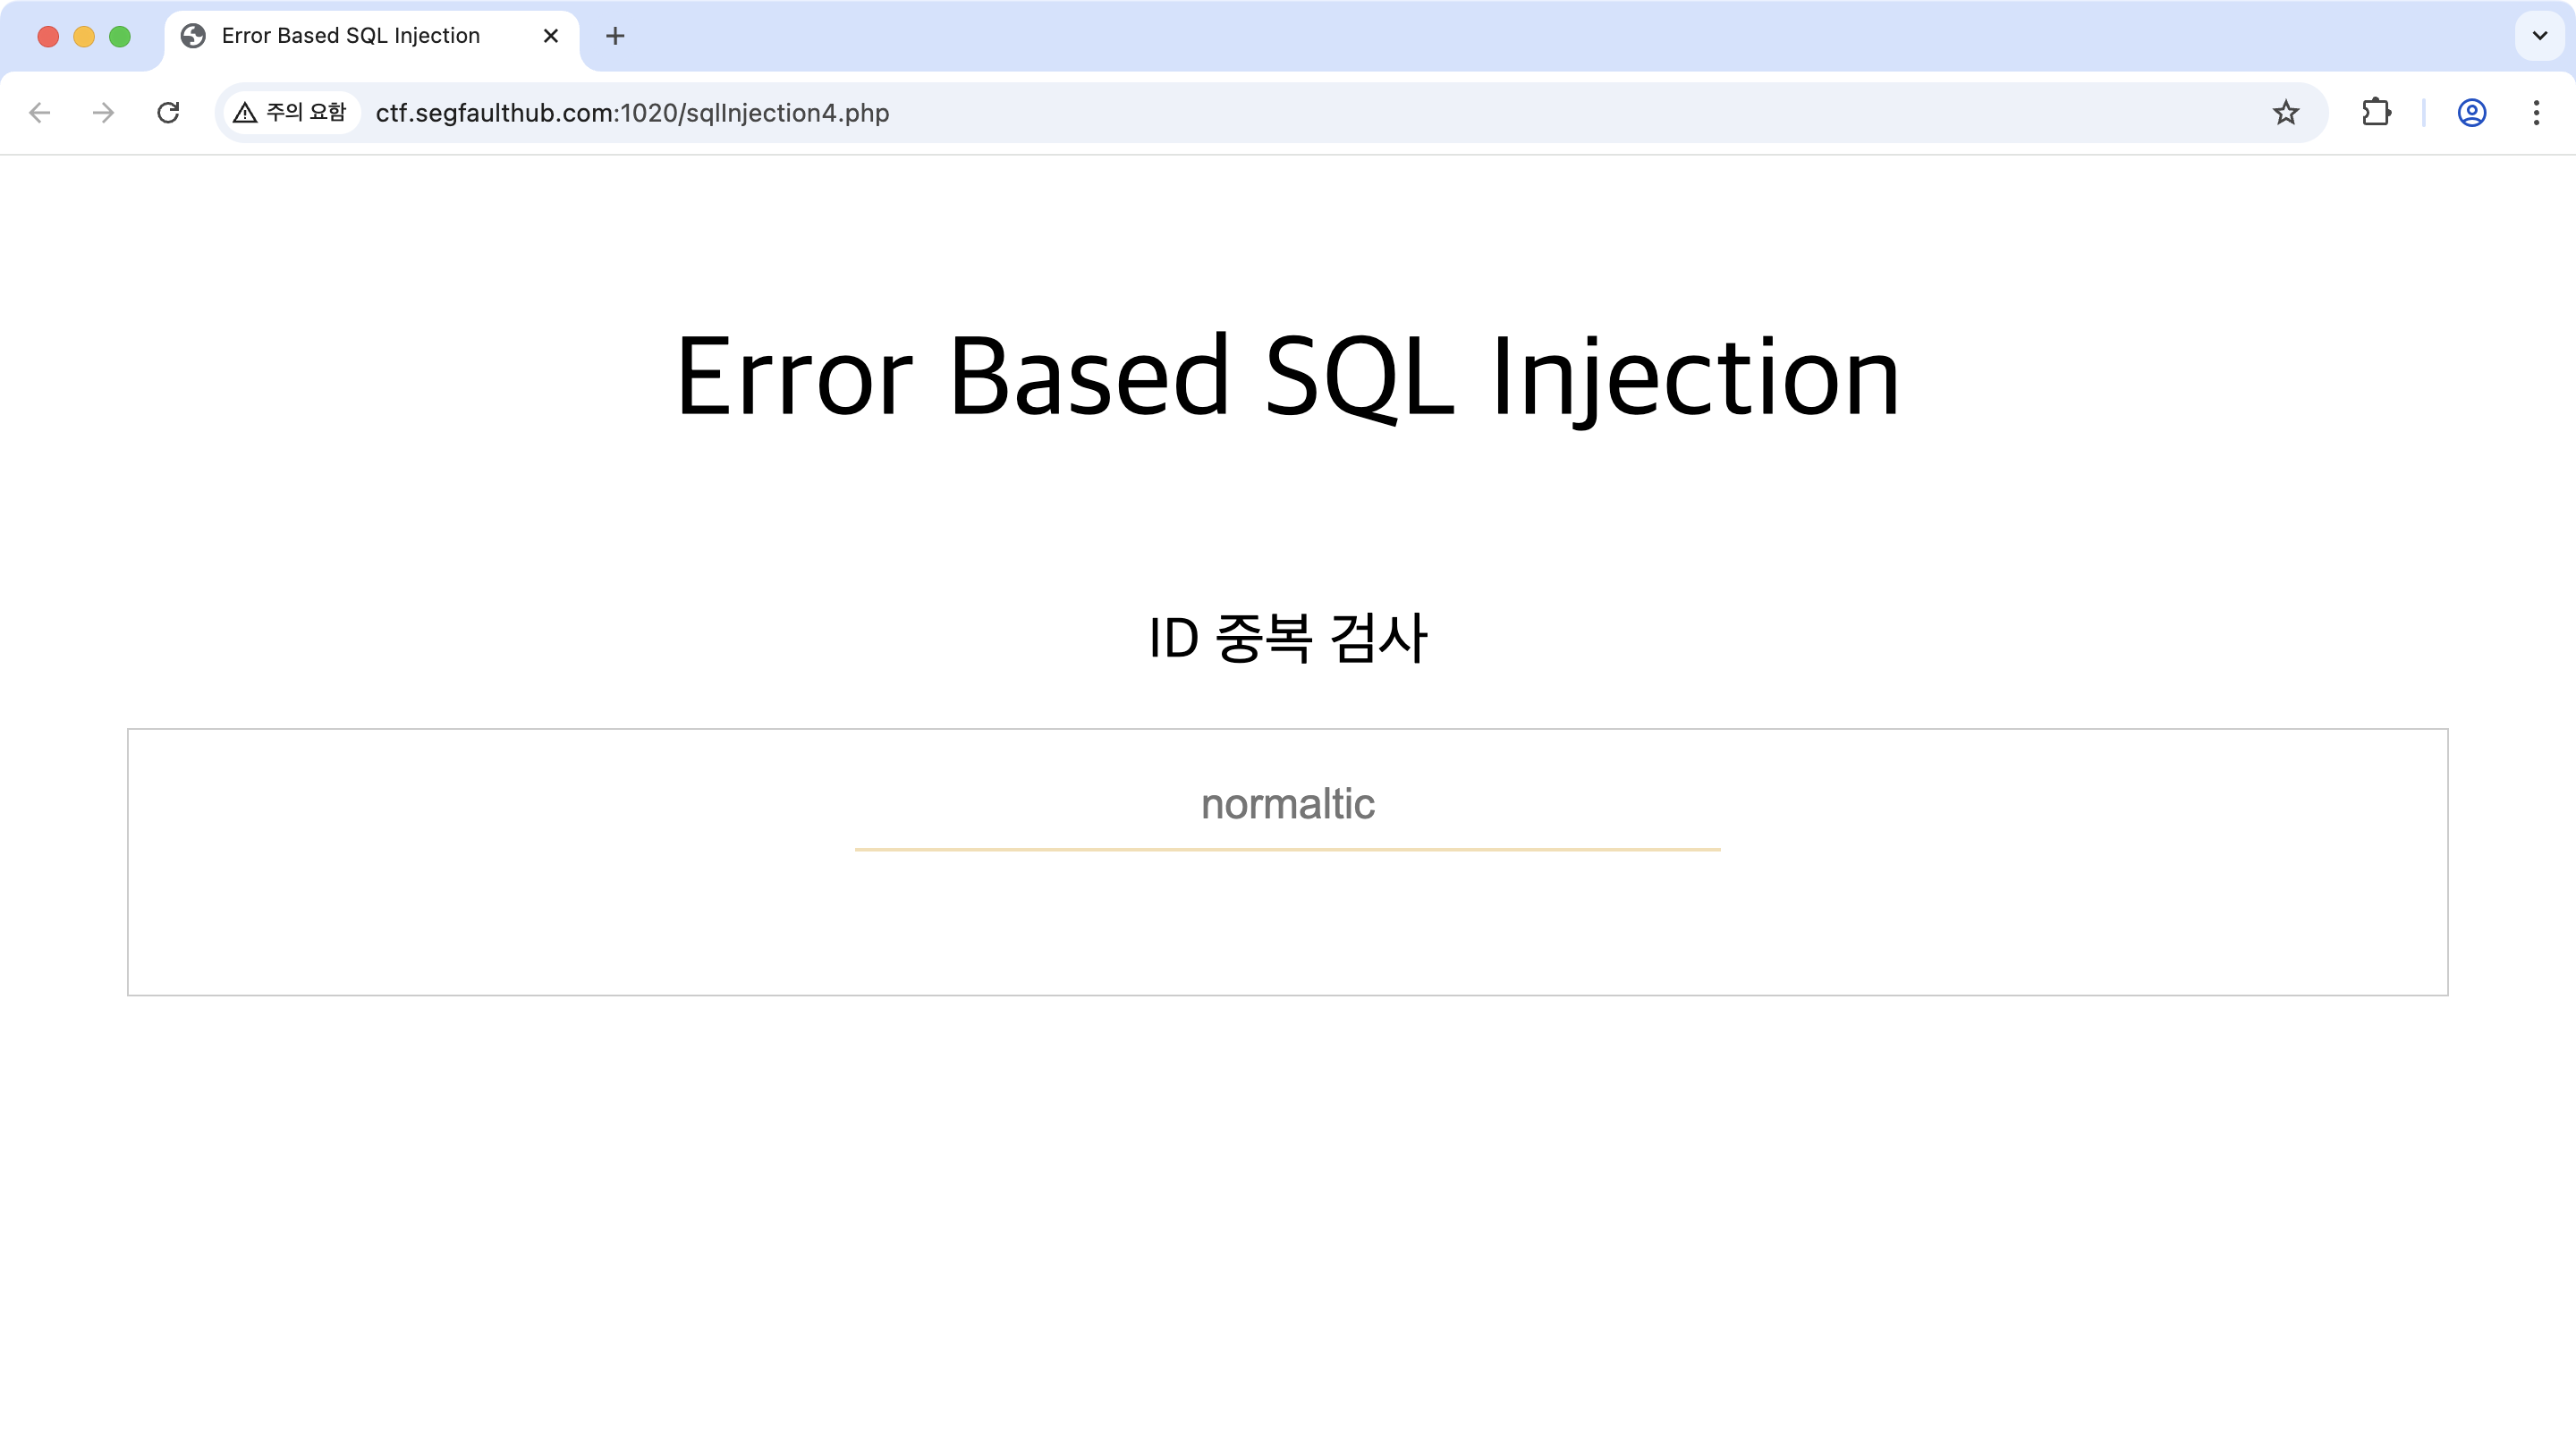 Error Based SQL Injection
주의 요함
ctf.segfaulthub.com:1020/sqlInjection4.php
Error Based SQL Injection
ID 중복 검사
normaltic